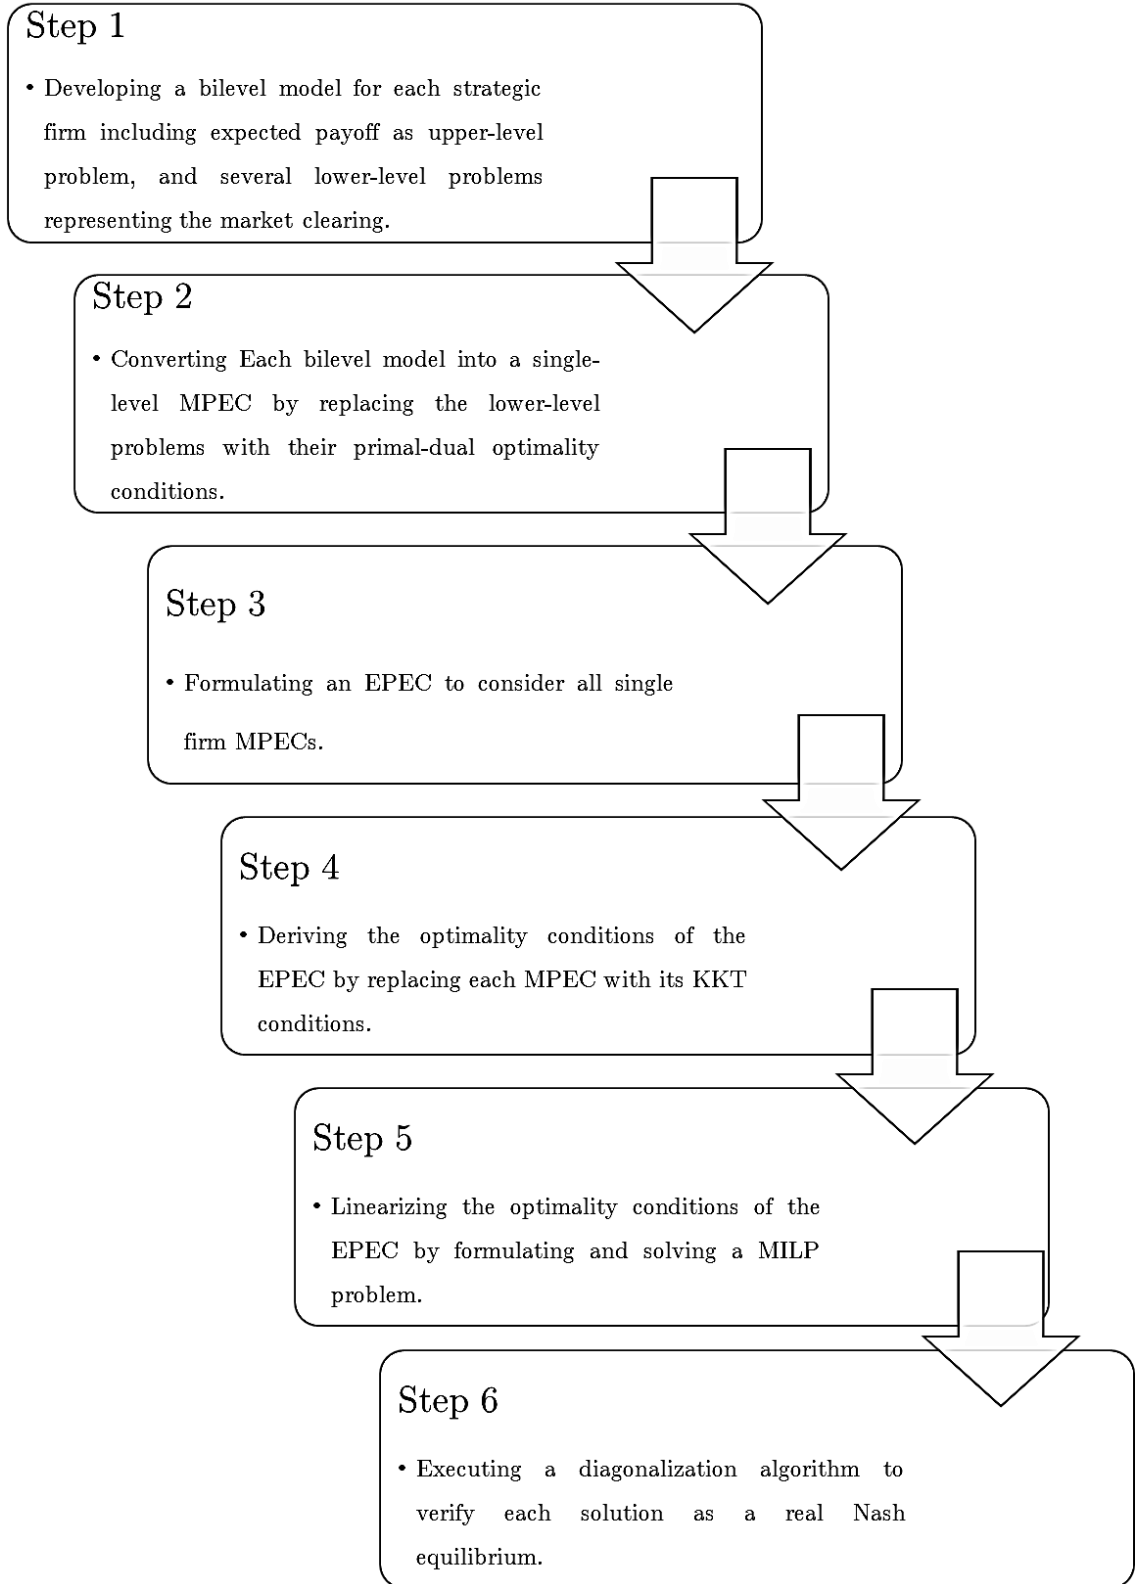 Step 1
• Developing a bilevel model for each strategic
firm including expected payoff as upper-level
problem, and several lower-level problems
representing the market clearing.
Step 2
• Converting Each bilevel model into a single-
level MPEC by replacing the lower-level
problems with their primal-dual optimality
conditions.
Step 3
• Formulating an EPEC to consider all single
firm MPECs.
Step 4
• Deriving the optimality conditions of the
EPEC by replacing each MPEC with its KKT
conditions.
Step 5
• Linearizing the optimality conditions of the
EPEC by formulating and solving a MILP
problem.
Step 6
• Executing a diagonalization algorithm to
verify each solution as a real Nash
equilibrium.